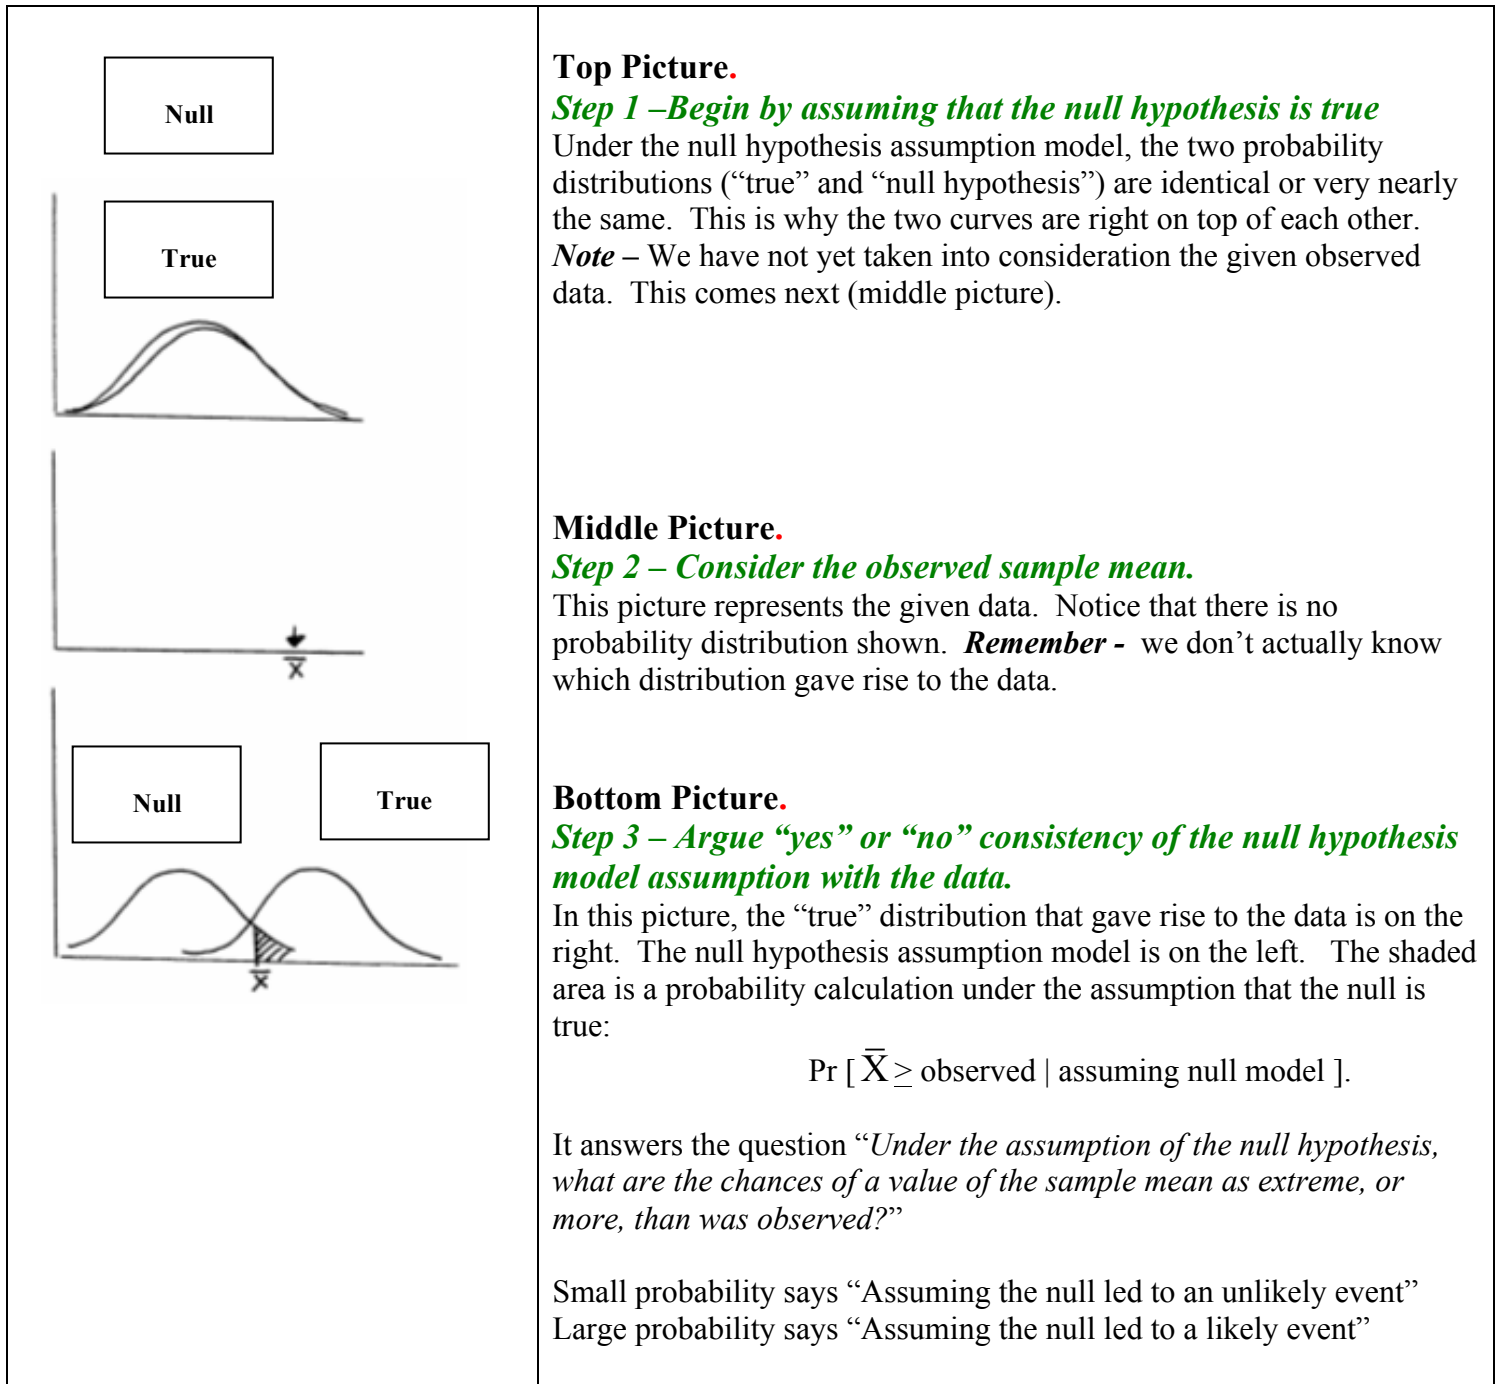 Null
True
x̄
Null
True
x̄
Top Picture.
Step 1 –Begin by assuming that the null hypothesis is true
Under the null hypothesis assumption model, the two probability
distributions (“true” and “null hypothesis”) are identical or very nearly
the same.  This is why the two curves are right on top of each other.
Note – We have not yet taken into consideration the given observed
data.  This comes next (middle picture).
Middle Picture.
Step 2 – Consider the observed sample mean.
This picture represents the given data.  Notice that there is no
probability distribution shown.  Remember -  we don’t actually know
which distribution gave rise to the data.
Bottom Picture.
Step 3 – Argue “yes” or “no” consistency of the null hypothesis
model assumption with the data.
In this picture, the “true” distribution that gave rise to the data is on the
right.  The null hypothesis assumption model is on the left.   The shaded
area is a probability calculation under the assumption that the null is
true:
Pr [ X̄ ≥ observed | assuming null model ].
It answers the question “Under the assumption of the null hypothesis,
what are the chances of a value of the sample mean as extreme, or
more, than was observed?”
Small probability says “Assuming the null led to an unlikely event”
Large probability says “Assuming the null led to a likely event”